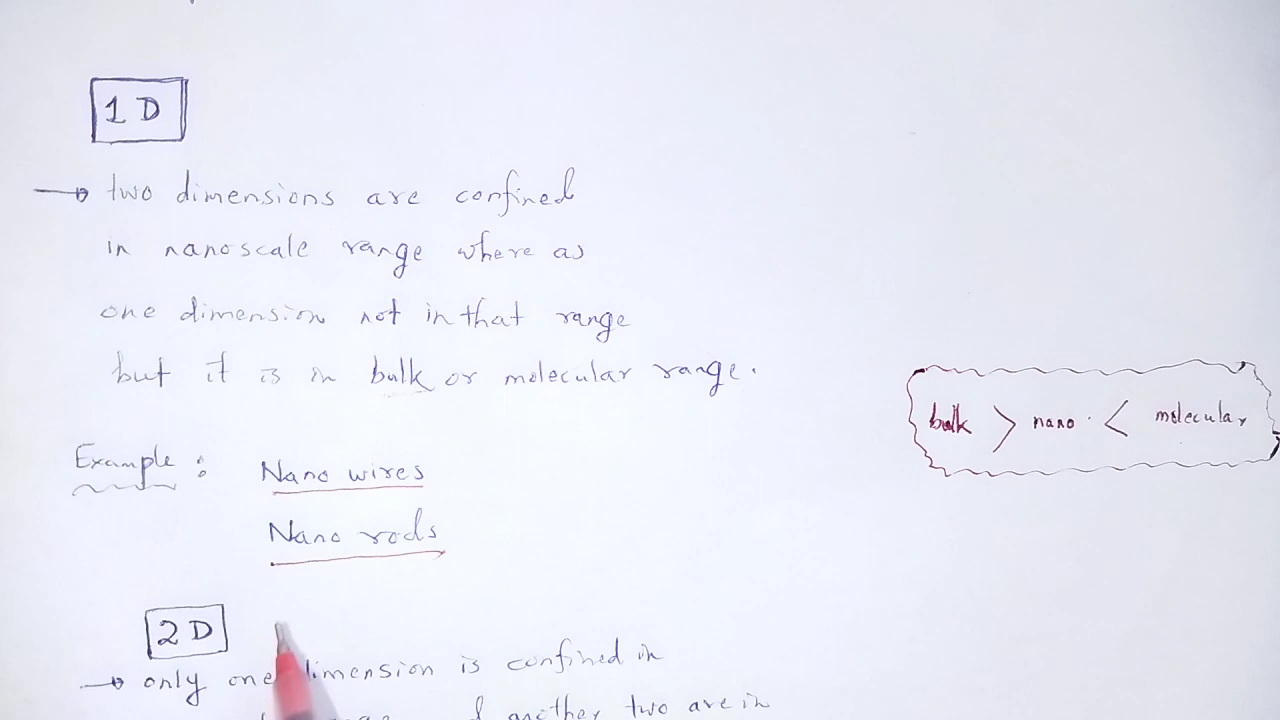 1D
two dimensions are confined
in nanoscale range where as
one dimension not in that range
but it is in bulk or molecular range.
bulk > nano < molecular
Example : Nano wires
Nano rods
2D
only one dimension is confined in
another two are in